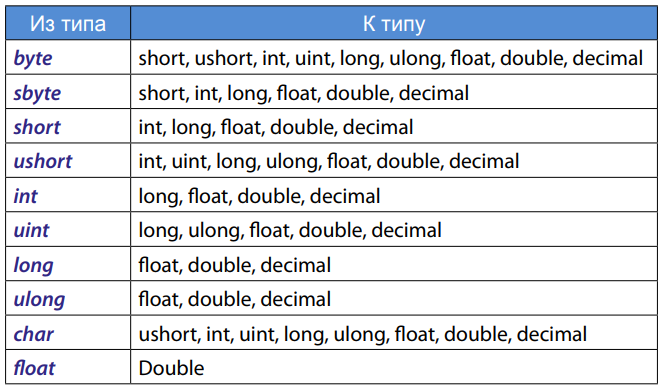 Из типа К типу
byte short, ushort, int, uint, long, ulong, float, double, decimal
sbyte short, int, long, float, double, decimal
short int, long, float, double, decimal
ushort int, uint, long, ulong, float, double, decimal
int long, float, double, decimal
uint long, ulong, float, double, decimal
long float, double, decimal
ulong float, double, decimal
char ushort, int, uint, long, ulong, float, double, decimal
float Double